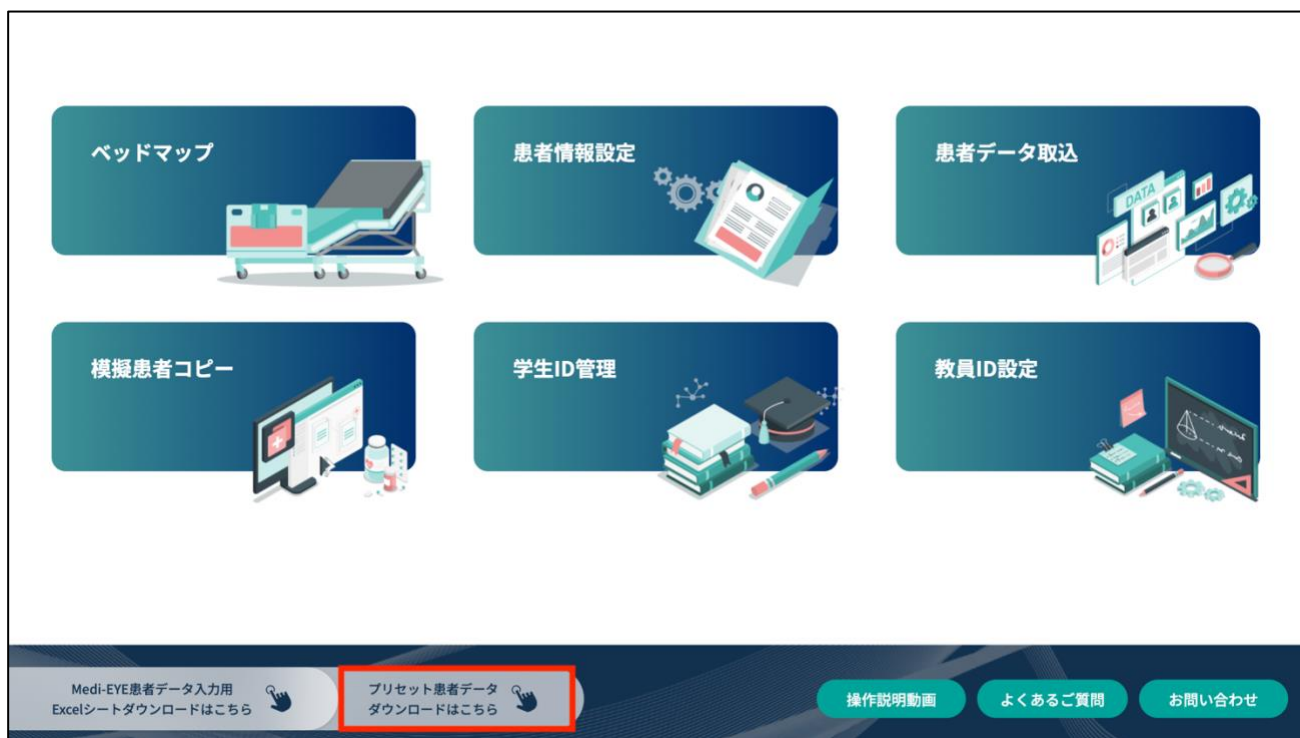 ベッドマップ
患者情報設定
患者データ取込
DATA
模擬患者コピー
学生ID管理
教員ID設定
Medi-EYE患者データ入力用
Excelシートダウンロードはこちら
プリセット患者データ
ダウンロードはこちら
操作説明動画
よくあるご質問
お問い合わせ